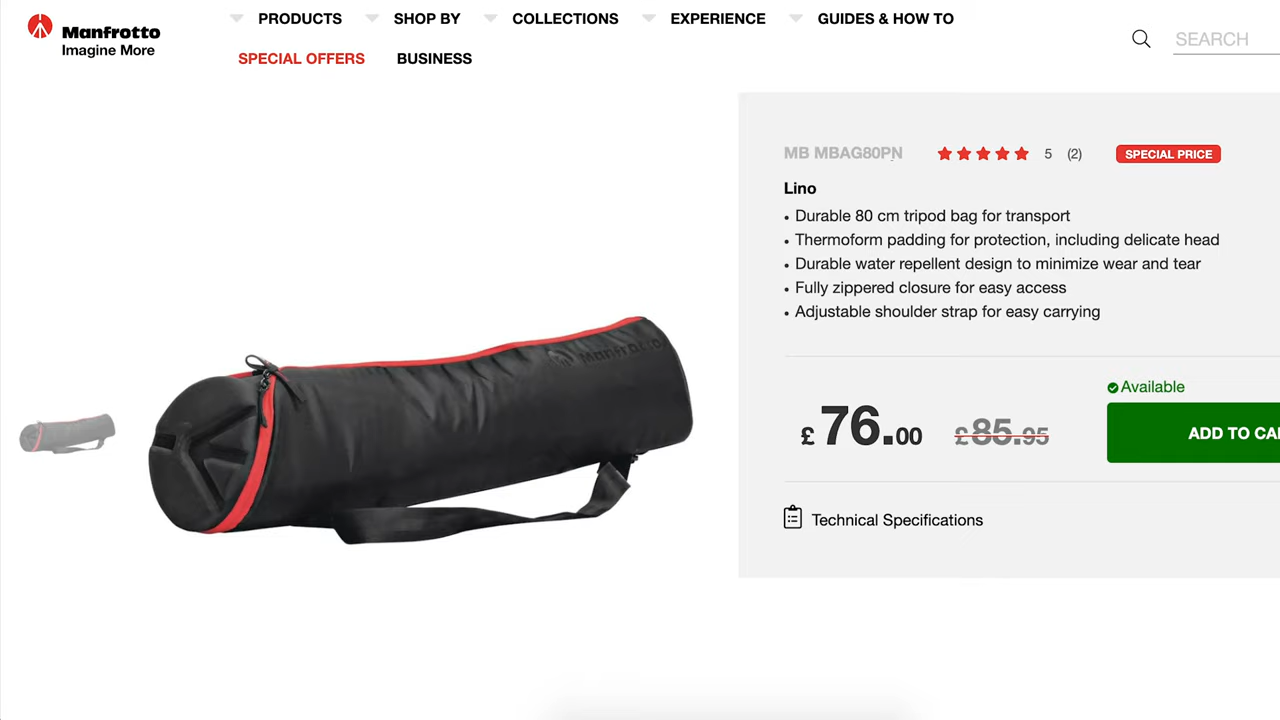 Manfrotto
Imagine More
PRODUCTS
SHOP BY
COLLECTIONS
EXPERIENCE
GUIDES & HOW TO
SPECIAL OFFERS
BUSINESS
SEARCH
MB MBAG80PN
5 (2)
SPECIAL PRICE
Lino
• Durable 80 cm tripod bag for transport
• Thermoform padding for protection, including delicate head
• Durable water repellent design to minimize wear and tear
• Fully zippered closure for easy access
• Adjustable shoulder strap for easy carrying
Manfrotto
£76.00
£85.95
Available
ADD TO CA
Technical Specifications